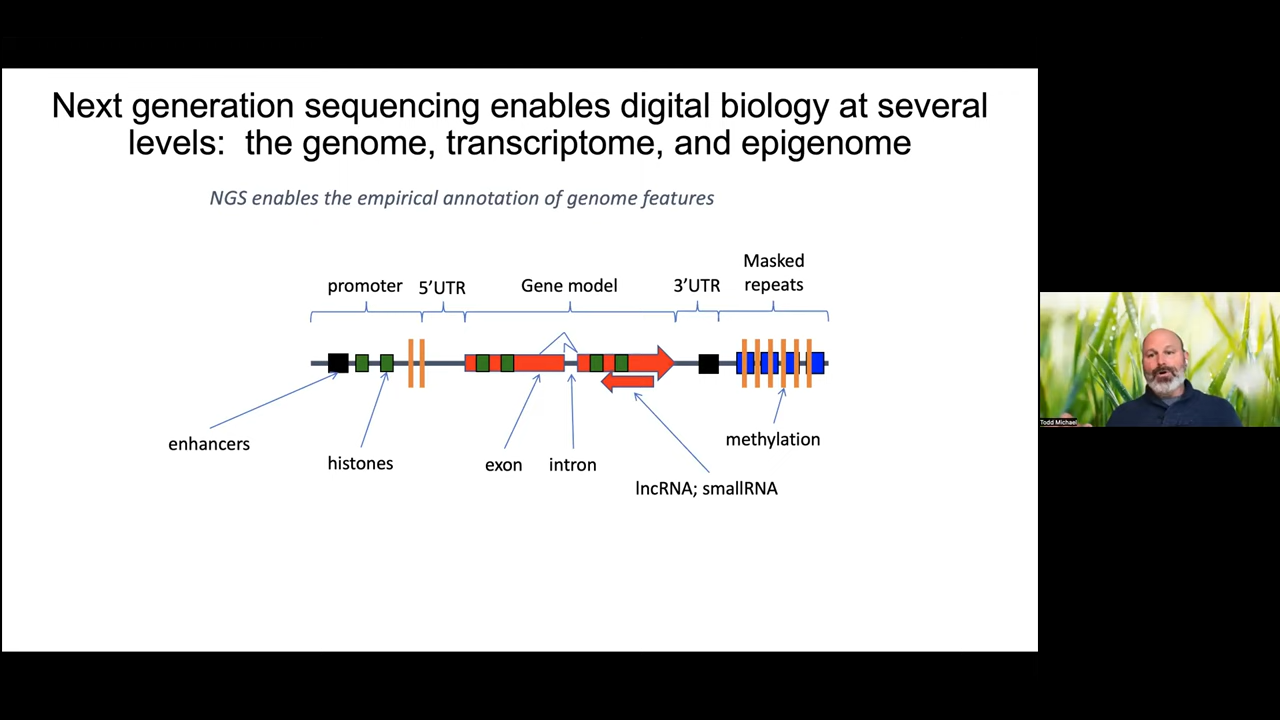 Next generation sequencing enables digital biology at several
levels:  the genome, transcriptome, and epigenome
NGS enables the empirical annotation of genome features
promoter
5’UTR
Gene model
3’UTR
Masked
repeats
enhancers
histones
exon
intron
lncRNA; smallRNA
methylation
Todd Michael